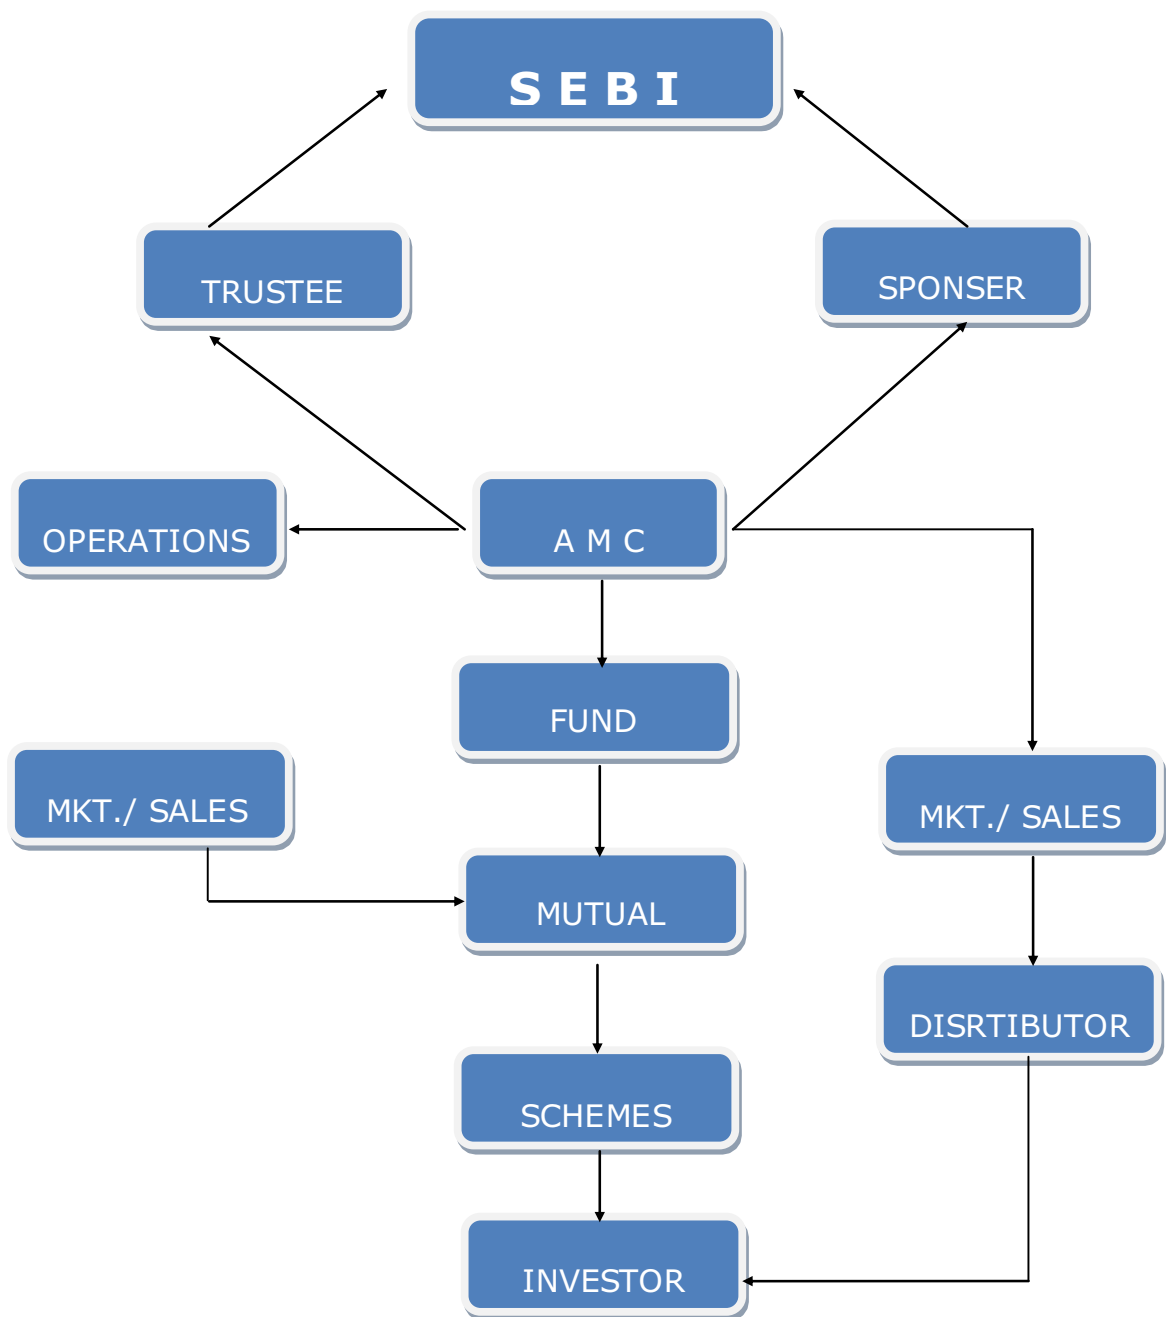 S E B I
TRUSTEE
SPONSER
OPERATIONS
A M C
FUND
MKT./ SALES
MKT./ SALES
MUTUAL
DISRTIBUTOR
SCHEMES
INVESTOR